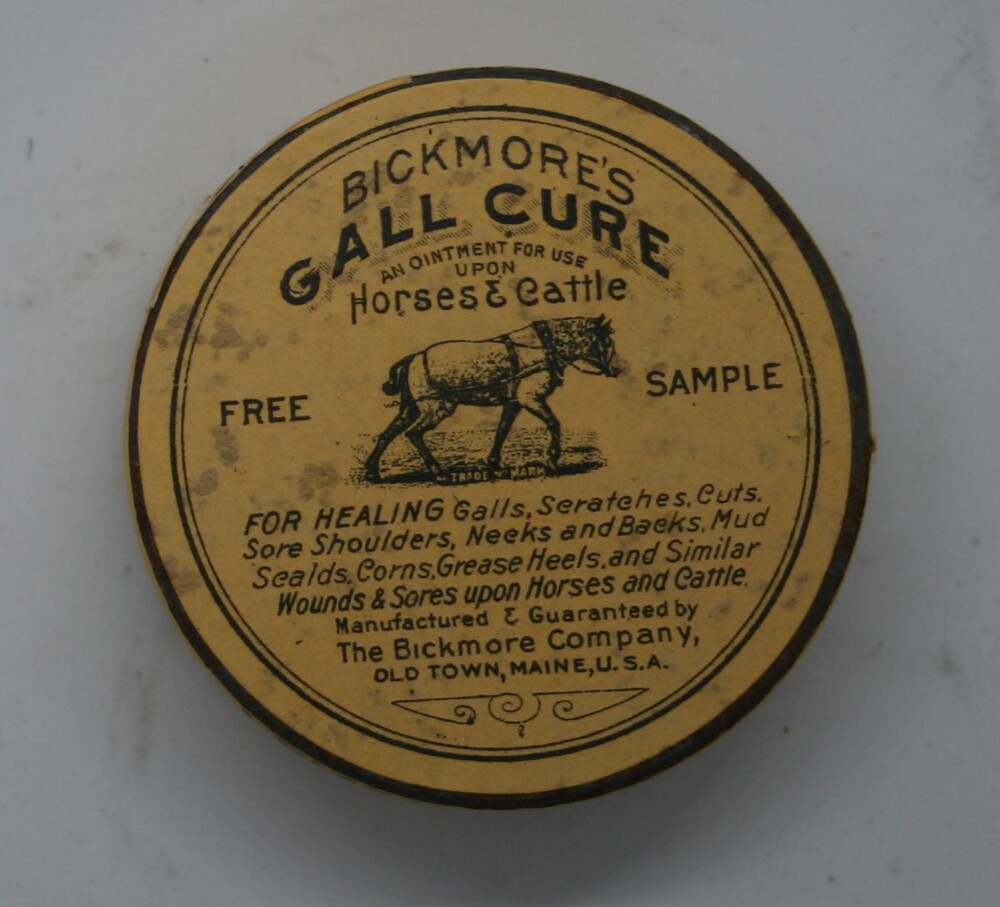 BICKMORE'S
GALL CURE
AN OINTMENT FOR USE
UPON
Horses & Cattle
FREE SAMPLE
TRADE MARK
FOR HEALING Galls, Scratches, Cuts,
Sore Shoulders, Necks and Backs, Mud
Scalds, Corns, Grease Heels, and Similar
Wounds & Sores upon Horses and Cattle.
Manufactured & Guaranteed by
The Bickmore Company,
OLD TOWN, MAINE, U.S.A.